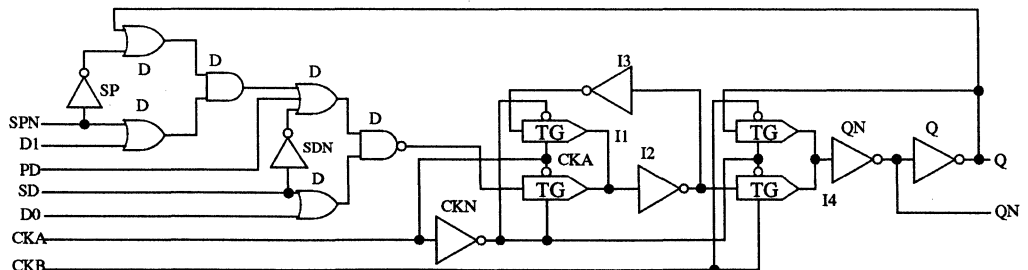 D
D
I3
SP
D
D
D
D
TG
TG
QN
Q
SPN
I1
D1
SDN
CKA
I2
Q
PD
TG
TG
SD
D
I4
D0
QN
CKN
CKA
CKB